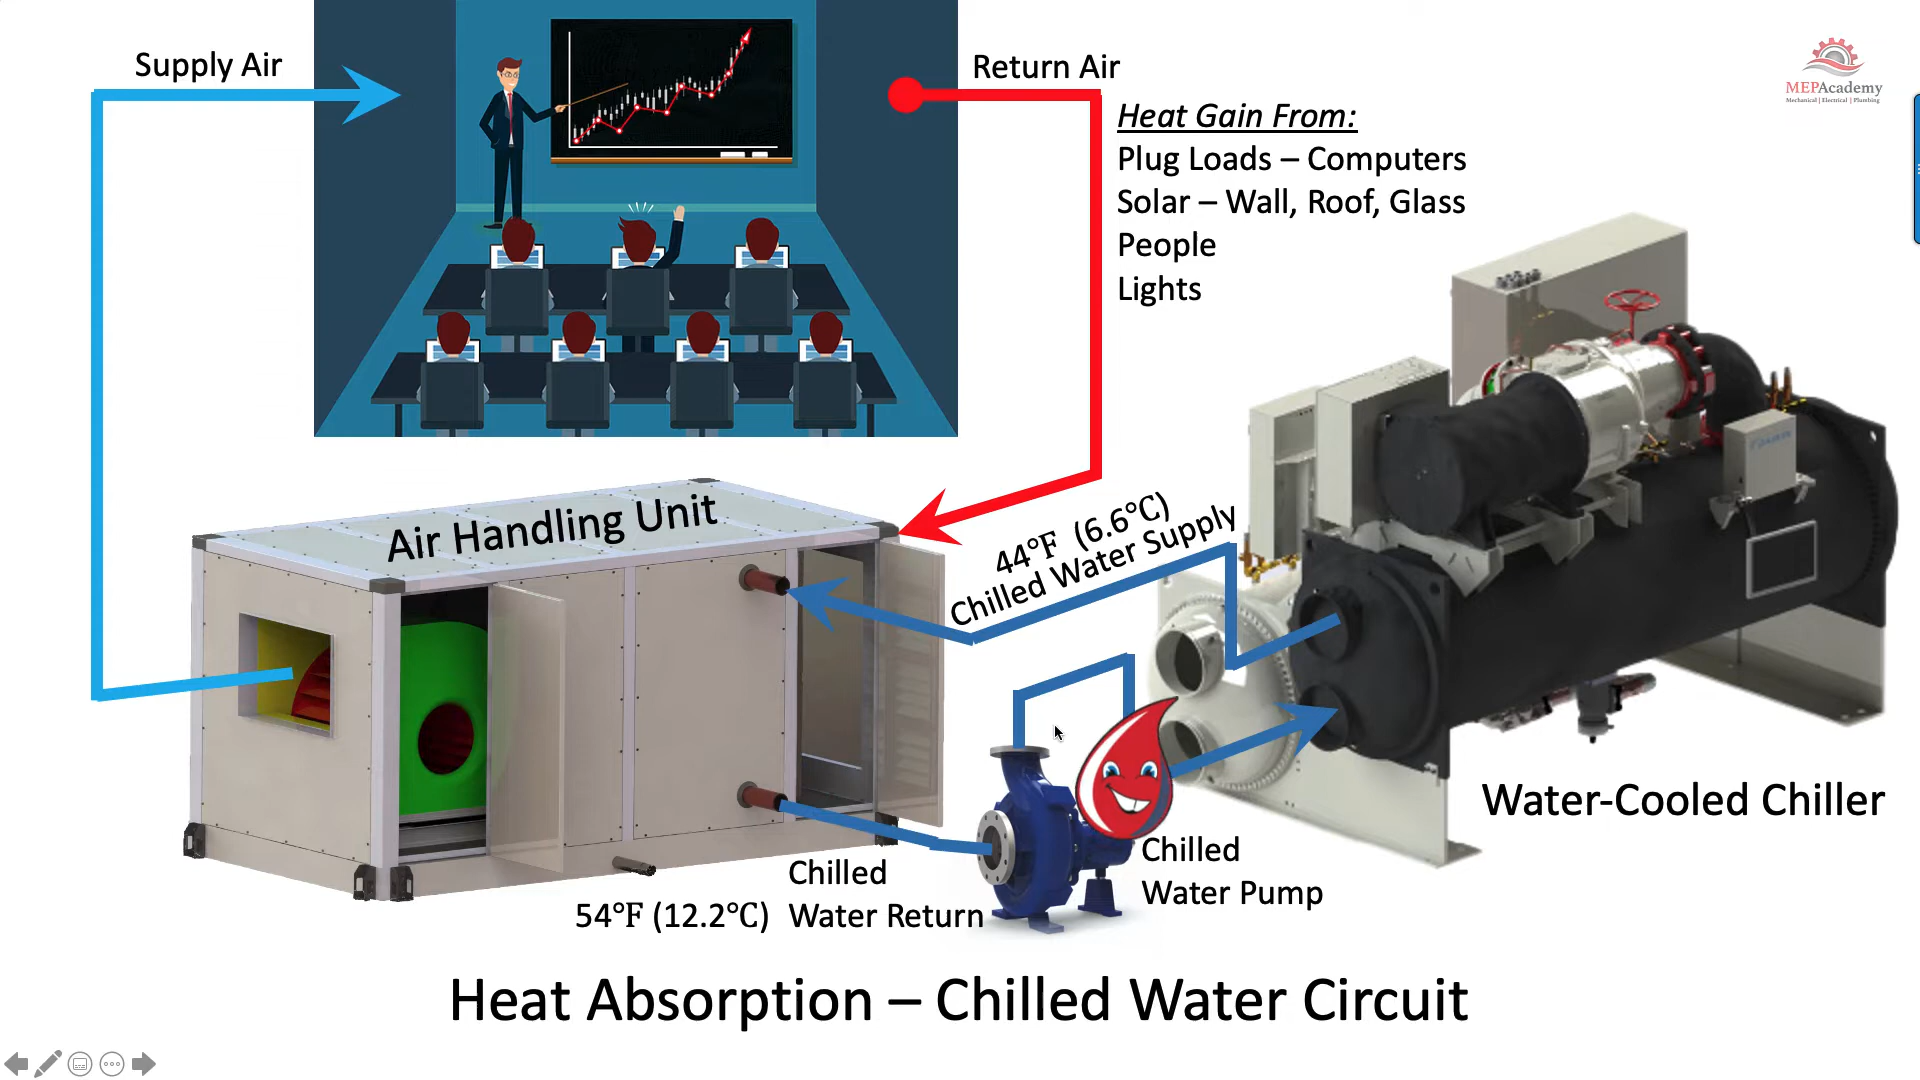 Supply Air
Return Air
MEPAcademy
Mechanical | Electrical | Plumbing
Heat Gain From:
Plug Loads – Computers
Solar – Wall, Roof, Glass
People
Lights
Air Handling Unit
44°F (6.6°C)
Chilled Water Supply
DAIKIN
Water-Cooled Chiller
Chilled
Water Pump
Chilled
54°F (12.2°C) Water Return
Heat Absorption – Chilled Water Circuit